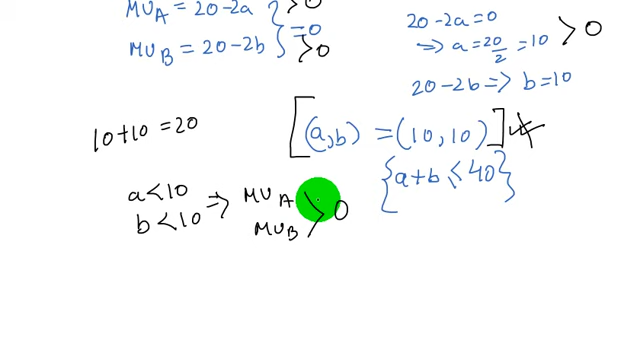 MU_A = 20-2a } >0
=0
MU_B = 20-2b } >0
20-2a=0
⇒ a=20/2=10 >0
20-2b ⇒ b=10
10+10=20
[(a,b) = (10,10)]
{a+b ≤ 40}
a<10
b<10 ⇒ MU_A
MU_B >0